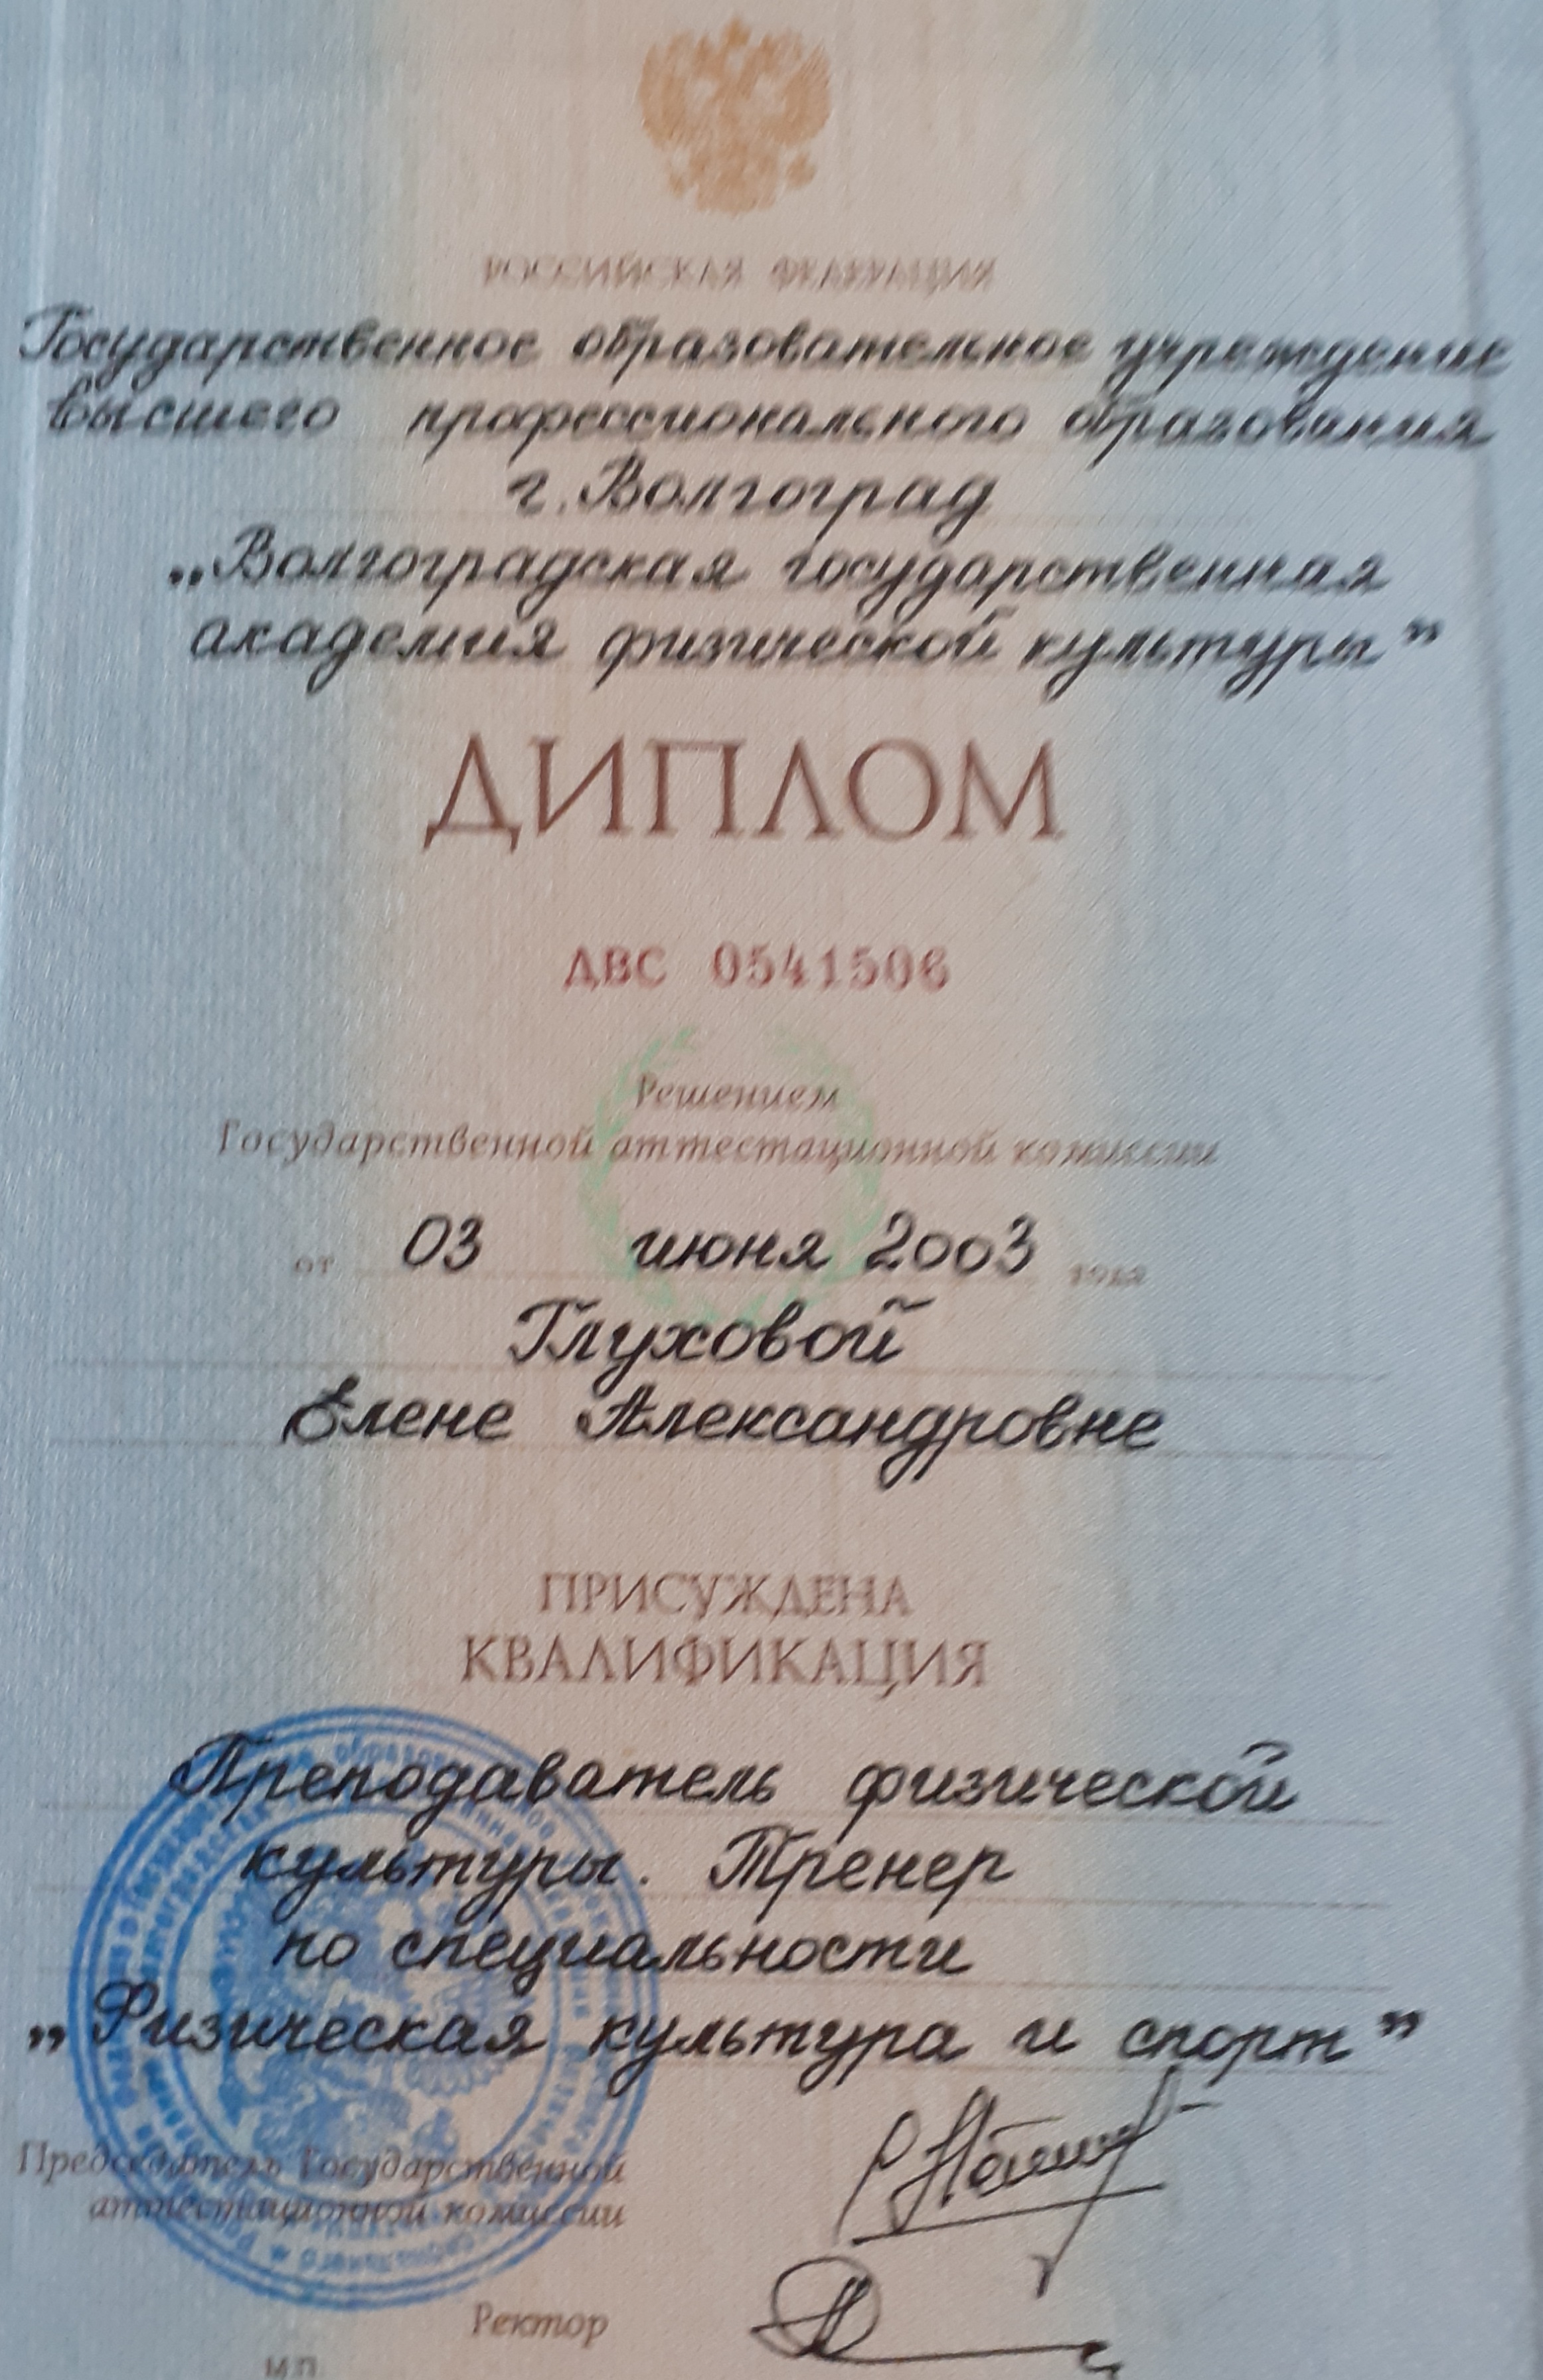 РОССИЙСКАЯ ФЕДЕРАЦИЯ
Государственное образовательное учреждение
высшего профессионального образования
г. Волгоград
„Волгоградская государственная
академия физической культуры”
ДИПЛОМ
ДВС 0541506
Решением
Государственной аттестационной комиссии
от 03 июня 2003 года
Глуховой
Елене Александровне
ПРИСУЖДЕНА
КВАЛИФИКАЦИЯ
Преподаватель физической
культуры. Тренер
по специальности
„Физическая культура и спорт”
Председатель Государственной
аттестационной комиссии
Ректор
М.П.